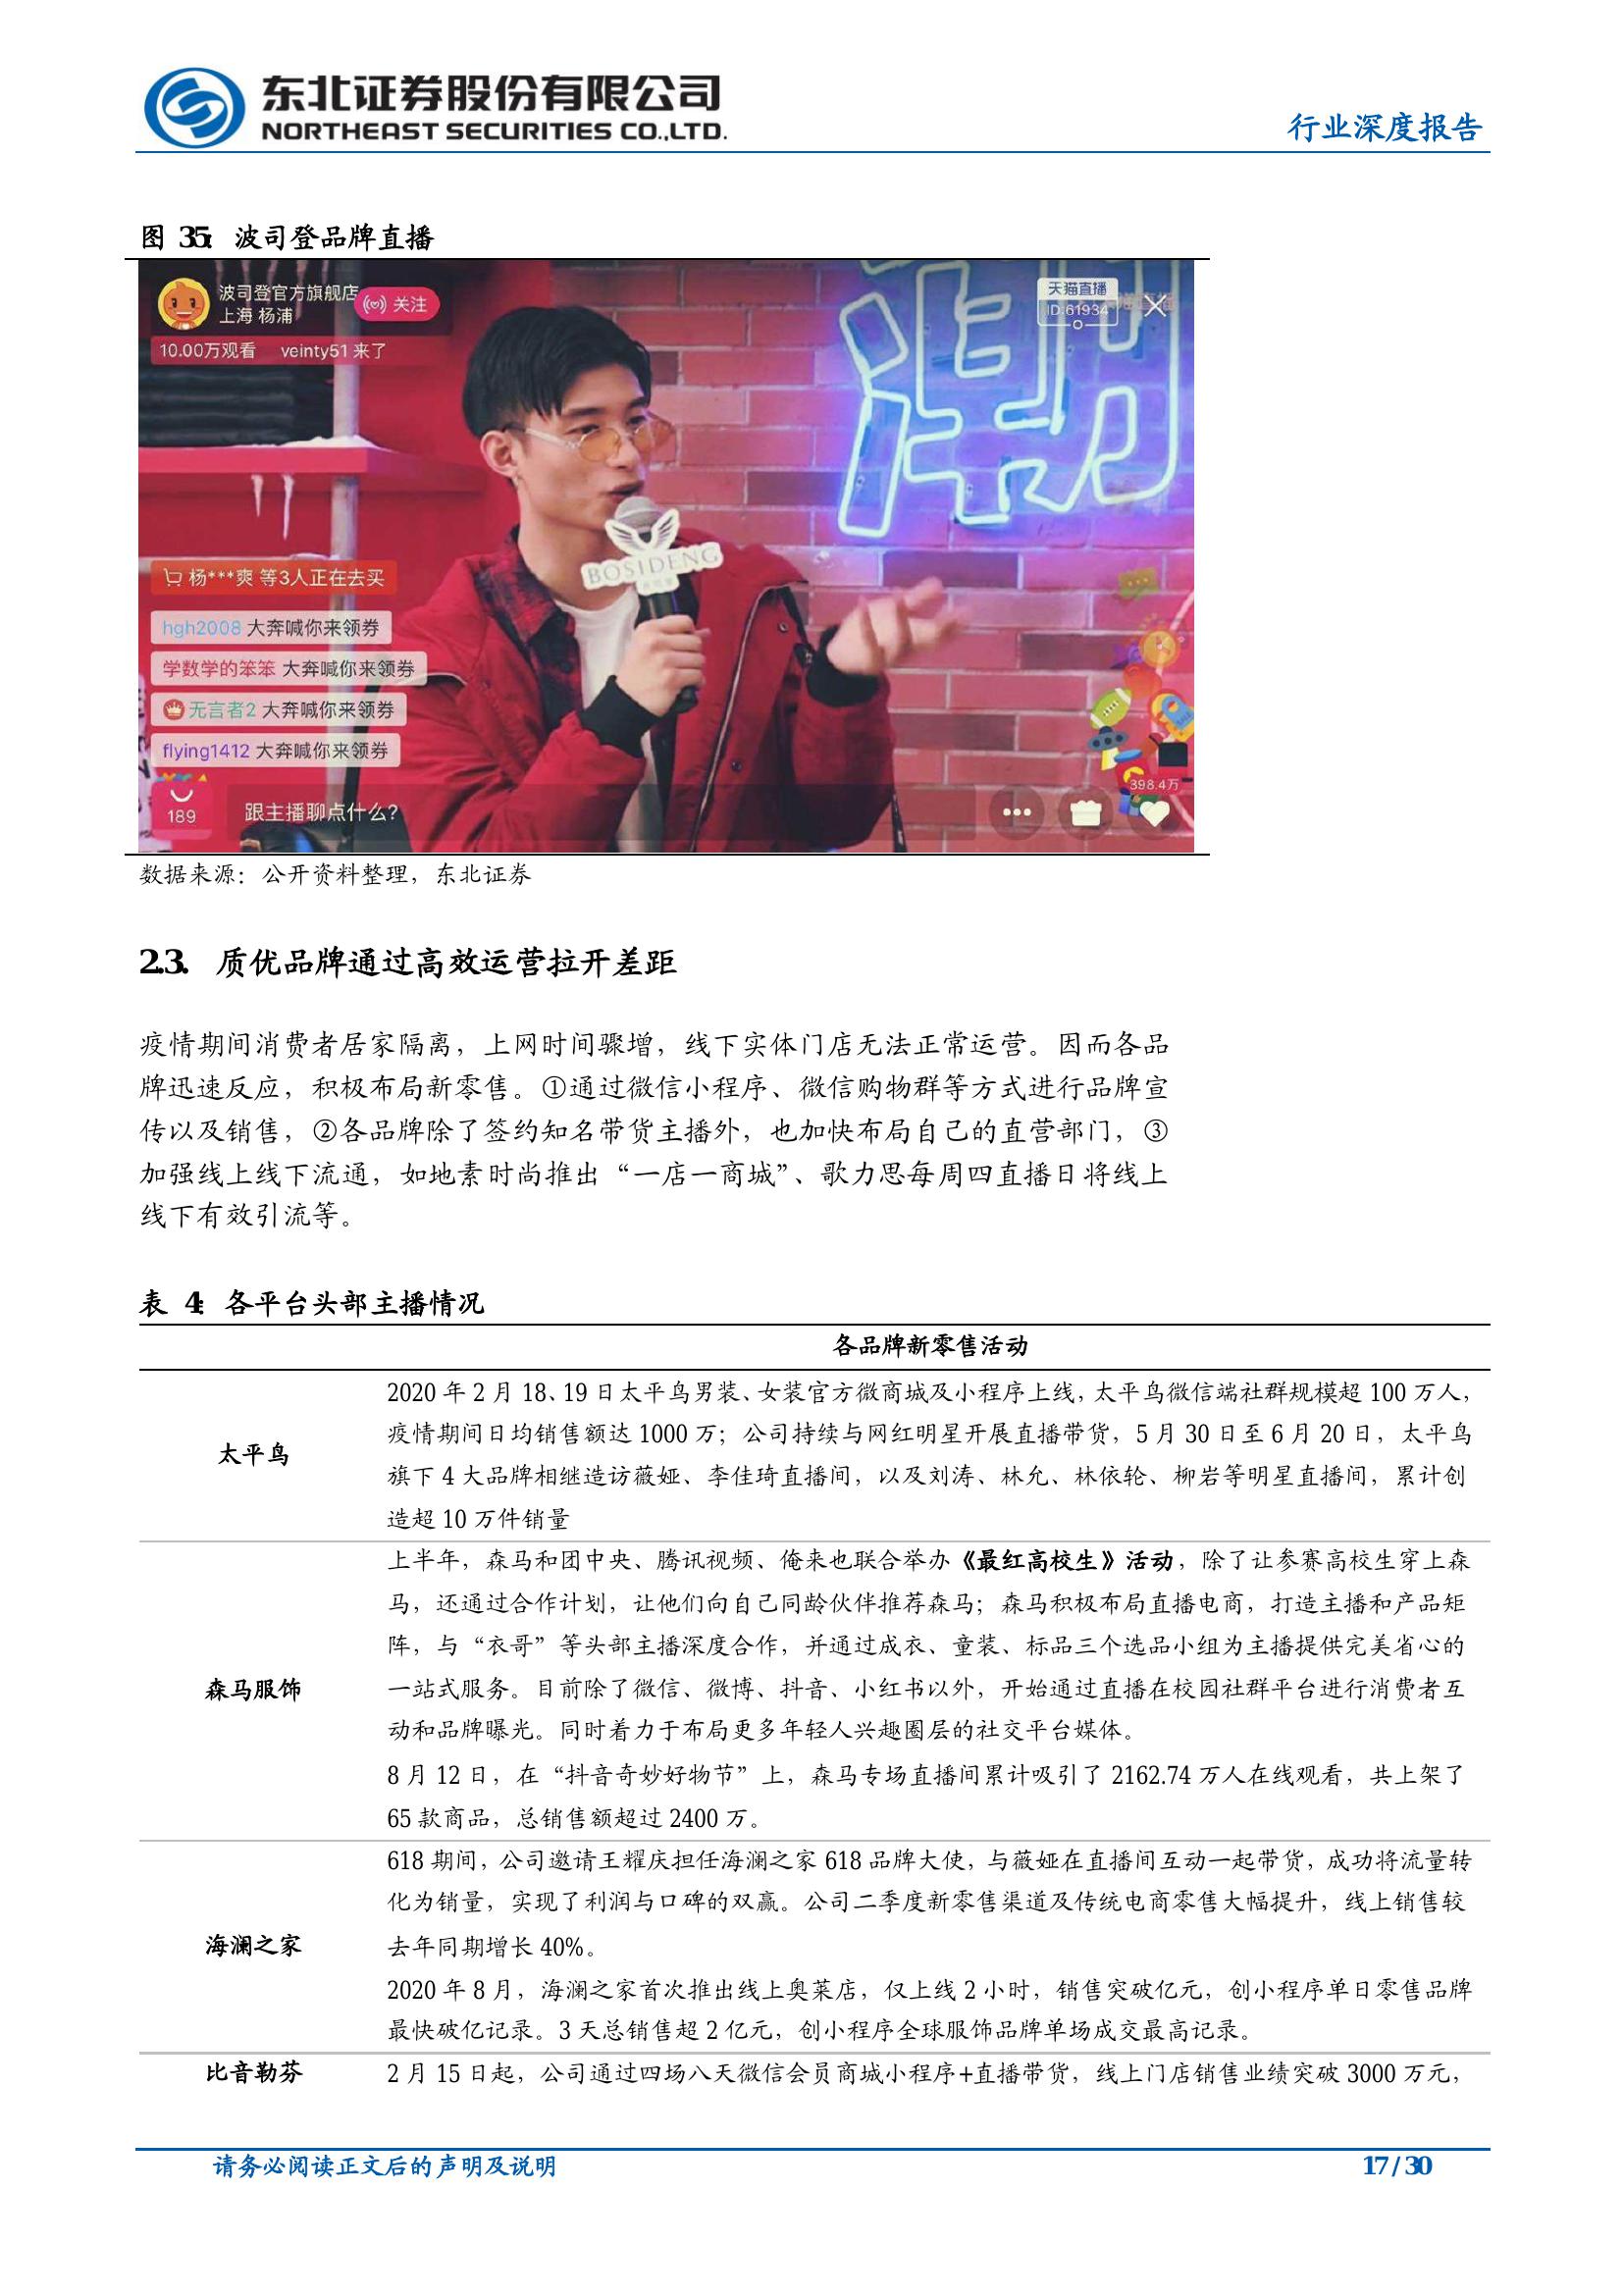 东北证券股份有限公司
NORTHEAST SECURITIES CO.,LTD.
行业深度报告
图 35：波司登品牌直播
波司登官方旗舰店
上海 杨浦
关注
天猫直播
ID:61934
10.00万观看 veinty51 来了
潮
BOSIDENG
杨***爽 等3人正在去买
hgh2008 大奔喊你来领券
学数学的笨笨 大奔喊你来领券
无言者2 大奔喊你来领券
flying1412 大奔喊你来领券
398.4万
189
跟主播聊点什么?
数据来源：公开资料整理，东北证券
2.3. 质优品牌通过高效运营拉开差距
疫情期间消费者居家隔离，上网时间骤增，线下实体门店无法正常运营。因而各品
牌迅速反应，积极布局新零售。①通过微信小程序、微信购物群等方式进行品牌宣
传以及销售，②各品牌除了签约知名带货主播外，也加快布局自己的直营部门，③
加强线上线下流通，如地素时尚推出“一店一商城”、歌力思每周四直播日将线上
线下有效引流等。
表 4：各平台头部主播情况
各品牌新零售活动
太平鸟
2020 年 2 月 18、19 日太平鸟男装、女装官方微商城及小程序上线，太平鸟微信端社群规模超 100 万人，
疫情期间日均销售额达 1000 万；公司持续与网红明星开展直播带货，5 月 30 日至 6 月 20 日，太平鸟
旗下 4 大品牌相继造访薇娅、李佳琦直播间，以及刘涛、林允、林依轮、柳岩等明星直播间，累计创
造超 10 万件销量
森马服饰
上半年，森马和团中央、腾讯视频、俺来也联合举办《最红高校生》活动，除了让参赛高校生穿上森
马，还通过合作计划，让他们向自己同龄伙伴推荐森马；森马积极布局直播电商，打造主播和产品矩
阵，与“衣哥”等头部主播深度合作，并通过成衣、童装、标品三个选品小组为主播提供完美省心的
一站式服务。目前除了微信、微博、抖音、小红书以外，开始通过直播在校园社群平台进行消费者互
动和品牌曝光。同时着力于布局更多年轻人兴趣圈层的社交平台媒体。
8 月 12 日，在“抖音奇妙好物节”上，森马专场直播间累计吸引了 2162.74 万人在线观看，共上架了
65 款商品，总销售额超过 2400 万。
海澜之家
618 期间，公司邀请王耀庆担任海澜之家 618 品牌大使，与薇娅在直播间互动一起带货，成功将流量转
化为销量，实现了利润与口碑的双赢。公司二季度新零售渠道及传统电商零售大幅提升，线上销售较
去年同期增长 40%。
2020 年 8 月，海澜之家首次推出线上奥莱店，仅上线 2 小时，销售突破亿元，创小程序单日零售品牌
最快破亿记录。3 天总销售超 2 亿元，创小程序全球服饰品牌单场成交最高记录。
比音勒芬
2 月 15 日起，公司通过四场八天微信会员商城小程序+直播带货，线上门店销售业绩突破 3000 万元，
请务必阅读正文后的声明及说明
17 / 30